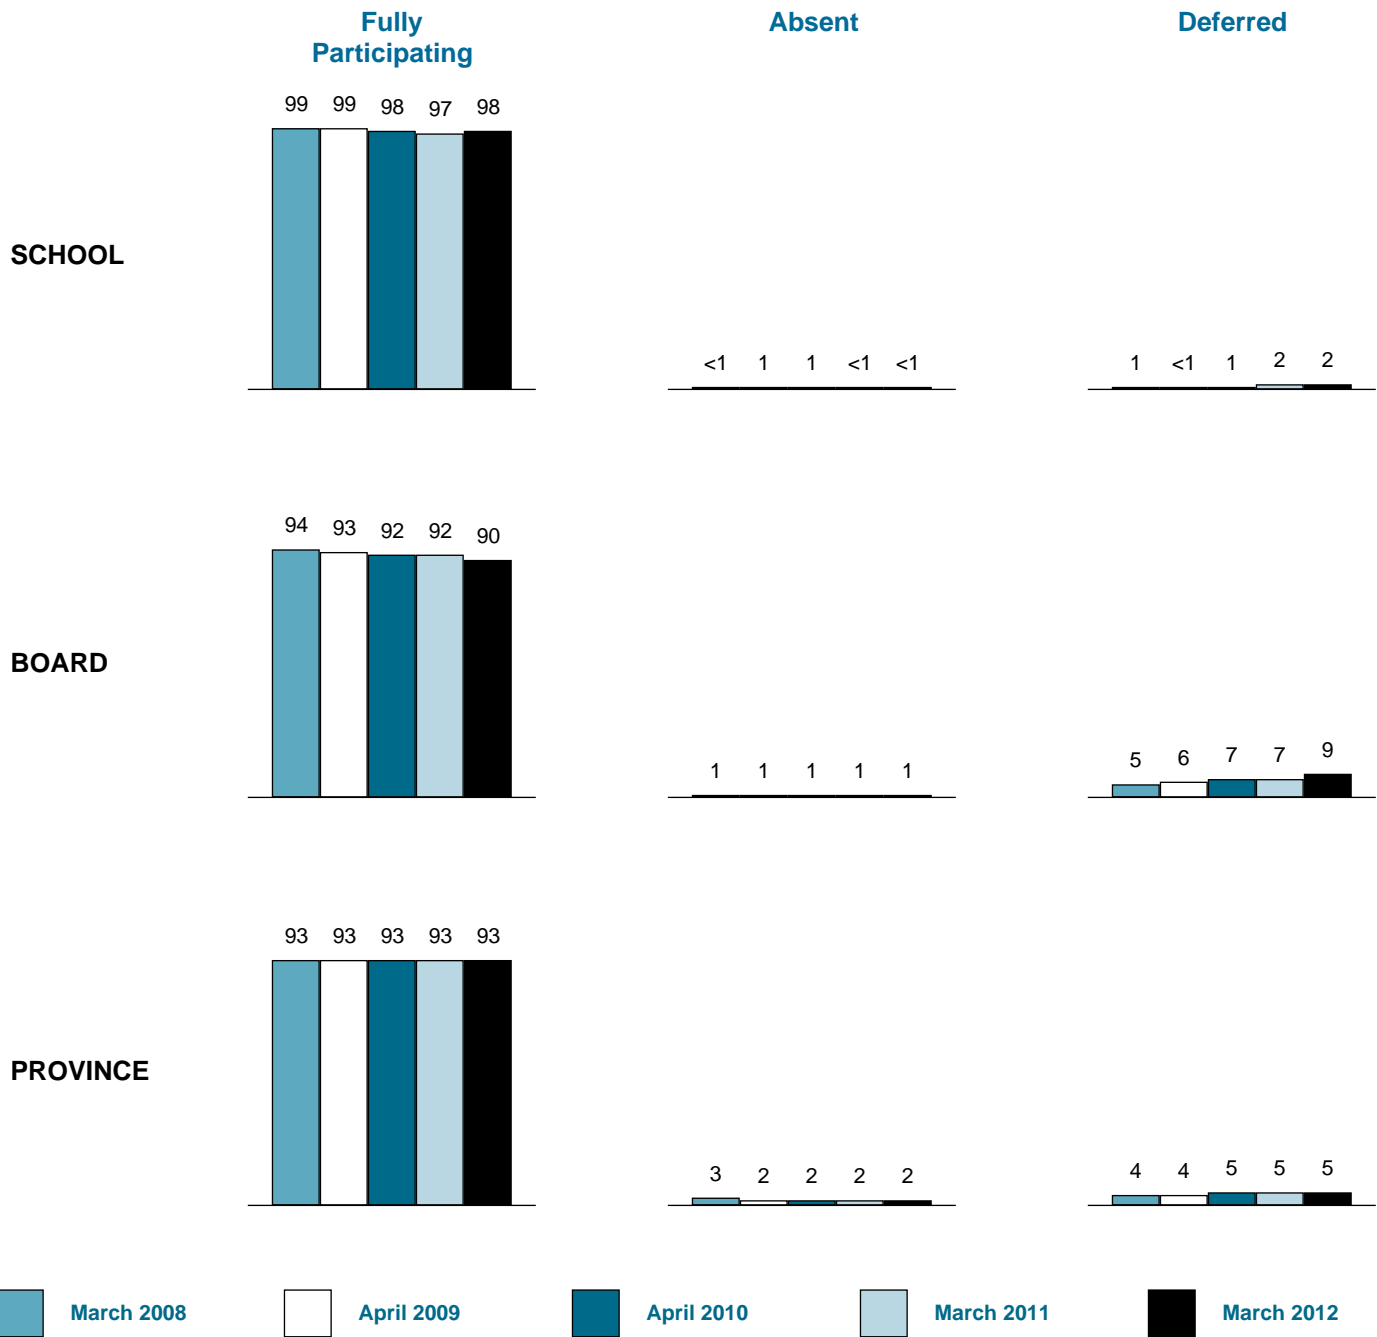 Fully
Participating
Absent
Deferred
99 99 98 97 98
SCHOOL
<1 1 1 <1 <1
1 <1 1 2 2
94 93 92 92 90
BOARD
1 1 1 1 1
5 6 7 7 9
93 93 93 93 93
PROVINCE
3 2 2 2 2
4 4 5 5 5
March 2008
April 2009
April 2010
March 2011
March 2012